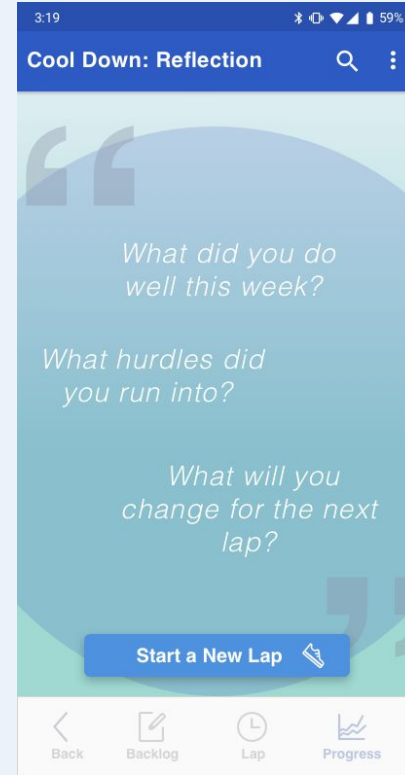 3:19
59%
Cool Down: Reflection
What did you do
well this week?
What hurdles did
you run into?
What will you
change for the next
lap?
Start a New Lap
Back
Backlog
Lap
Progress